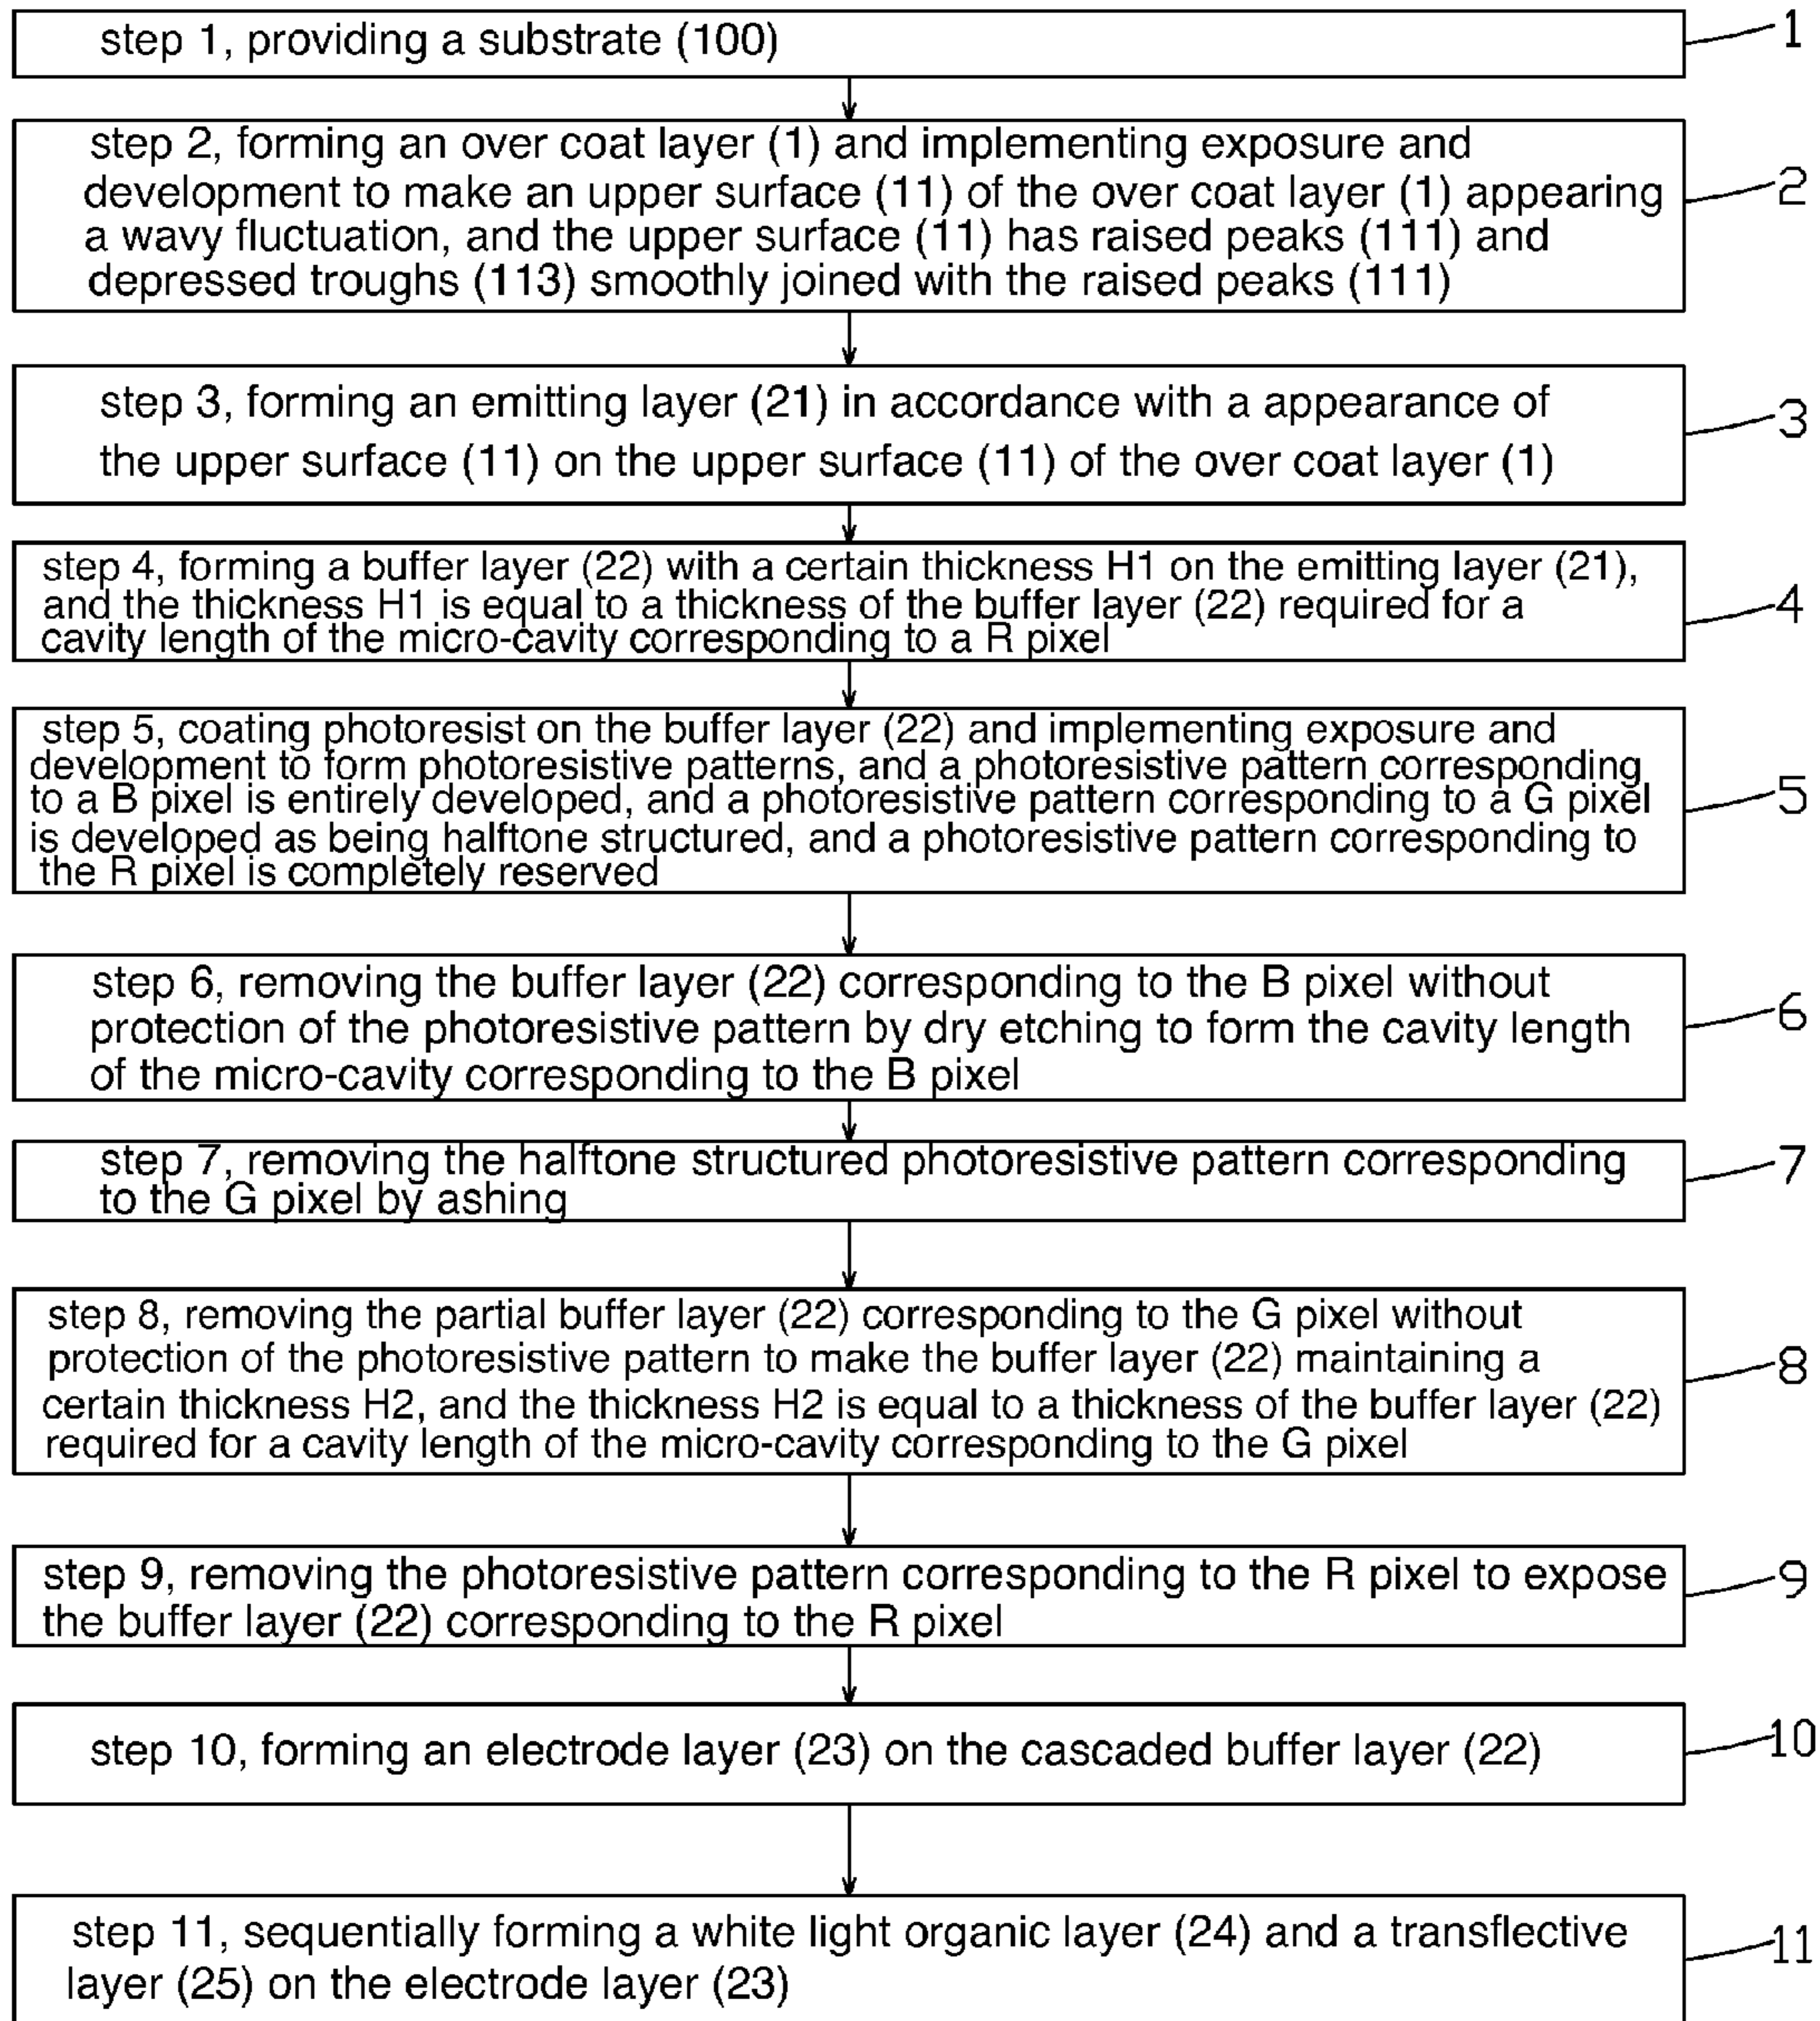 step 1, providing a substrate (100)
1
step 2, forming an over coat layer (1) and implementing exposure and
development to make an upper surface (11) of the over coat layer (1) appearing
a wavy fluctuation, and the upper surface (11) has raised peaks (111) and
depressed troughs (113) smoothly joined with the raised peaks (111)
2
step 3, forming an emitting layer (21) in accordance with a appearance of
the upper surface (11) on the upper surface (11) of the over coat layer (1)
3
step 4, forming a buffer layer (22) with a certain thickness H1 on the emitting layer (21),
and the thickness H1 is equal to a thickness of the buffer layer (22) required for a
cavity length of the micro-cavity corresponding to a R pixel
4
step 5, coating photoresist on the buffer layer (22) and implementing exposure and
development to form photoresistive patterns, and a photoresistive pattern corresponding
to a B pixel is entirely developed, and a photoresistive pattern corresponding to a G pixel
is developed as being halftone structured, and a photoresistive pattern corresponding to
the R pixel is completely reserved
5
step 6, removing the buffer layer (22) corresponding to the B pixel without
protection of the photoresistive pattern by dry etching to form the cavity length
of the micro-cavity corresponding to the B pixel
6
step 7, removing the halftone structured photoresistive pattern corresponding
to the G pixel by ashing
7
step 8, removing the partial buffer layer (22) corresponding to the G pixel without
protection of the photoresistive pattern to make the buffer layer (22) maintaining a
certain thickness H2, and the thickness H2 is equal to a thickness of the buffer layer (22)
required for a cavity length of the micro-cavity corresponding to the G pixel
8
step 9, removing the photoresistive pattern corresponding to the R pixel to expose
the buffer layer (22) corresponding to the R pixel
9
step 10, forming an electrode layer (23) on the cascaded buffer layer (22)
10
step 11, sequentially forming a white light organic layer (24) and a transflective
layer (25) on the electrode layer (23)
11